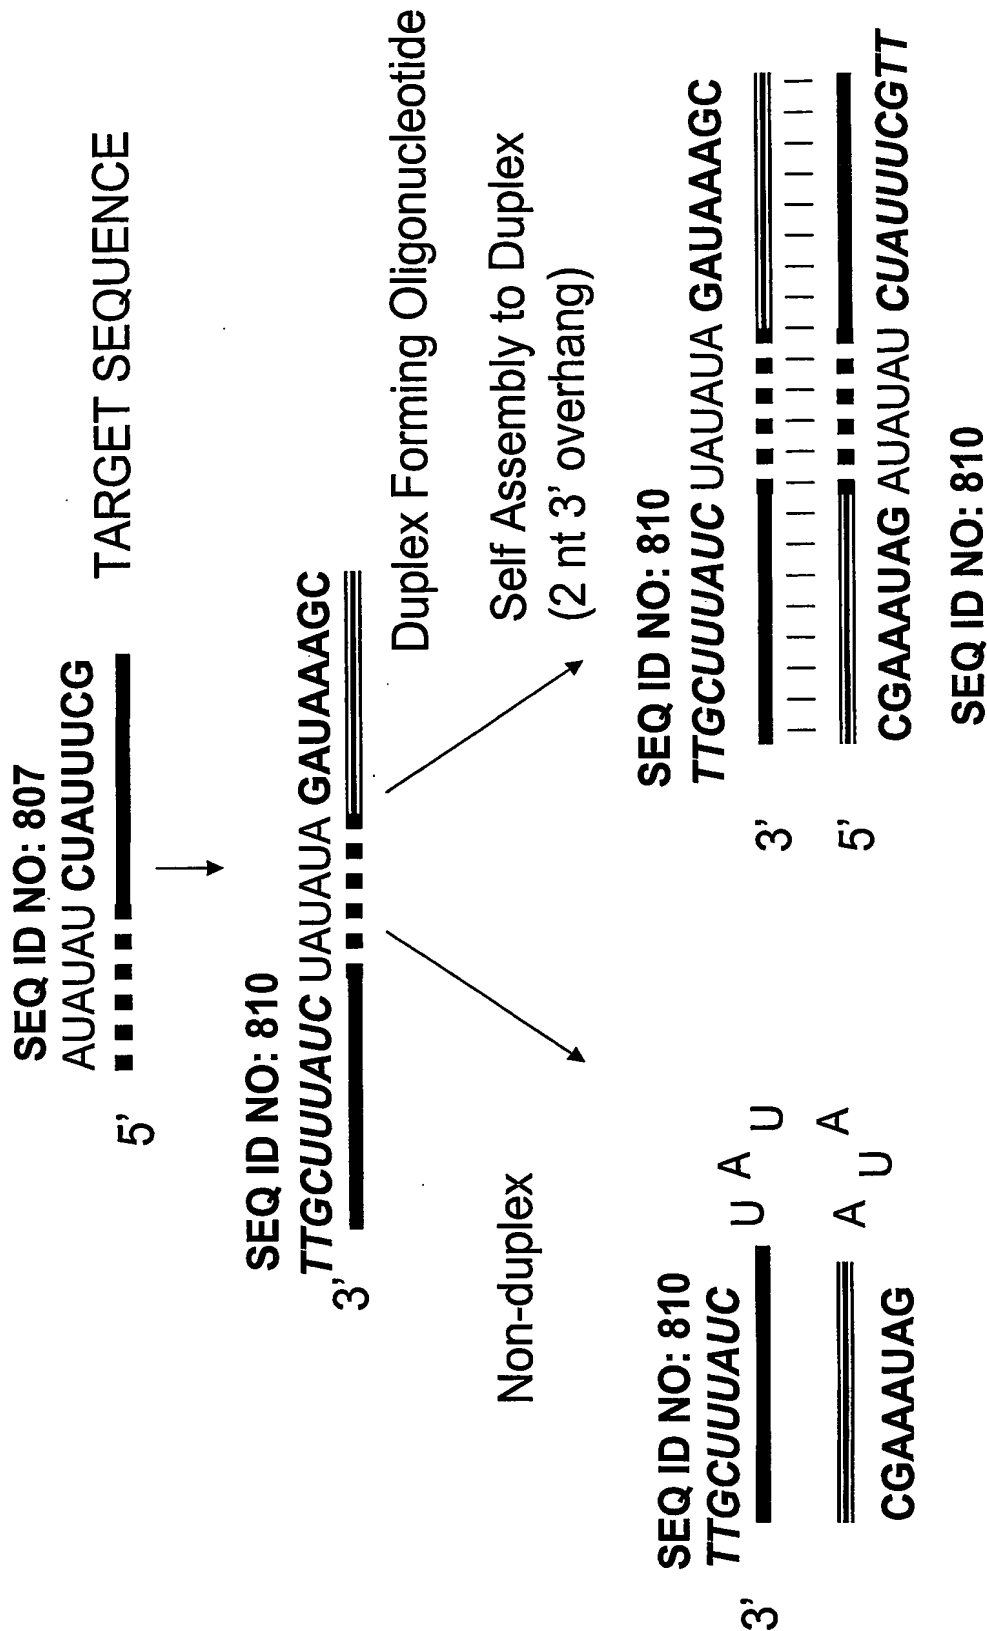 SEQ ID NO: 807
AUAUAU CUAUUUCG
5’
TARGET SEQUENCE
SEQ ID NO: 810
TTGCUUUAUC UAUAUA GAUAAAGC
3’
Duplex Forming Oligonucleotide
Non-duplex
Self Assembly to Duplex
(2 nt 3’ overhang)
SEQ ID NO: 810
TTGCUUUAUC
3’
U A U
A U A
CGAAAUAG
SEQ ID NO: 810
TTGCUUUAUC UAUAUA GAUAAAGC
3’
5’
CGAAAUAG AUAUAU CUAUUUCGTT
SEQ ID NO: 810